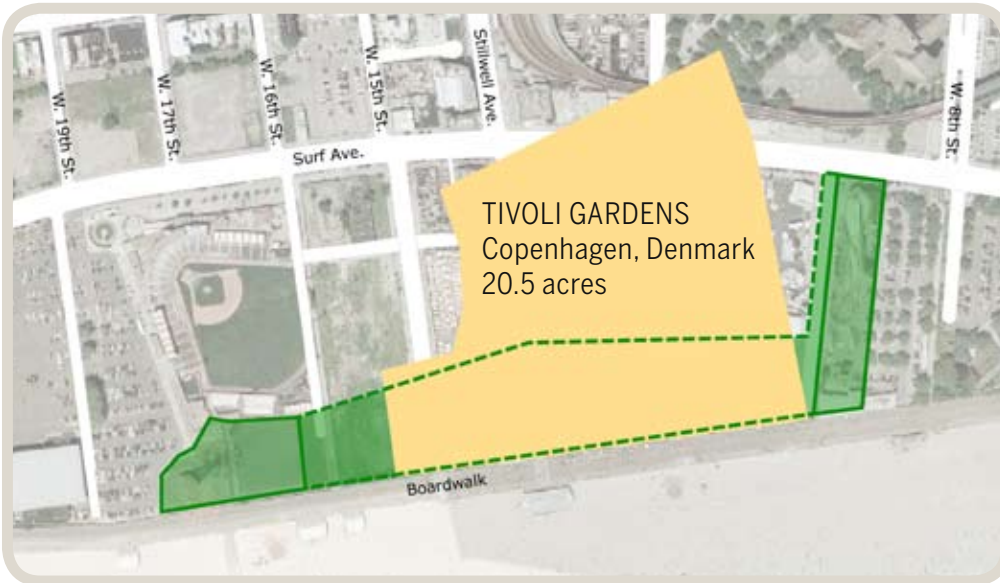 W. 19th St.
W. 17th St.
W. 16th St.
W. 15th St.
Stillwell Ave.
W. 8th St.
Surf Ave.
TIVOLI GARDENS
Copenhagen, Denmark
20.5 acres
Boardwalk